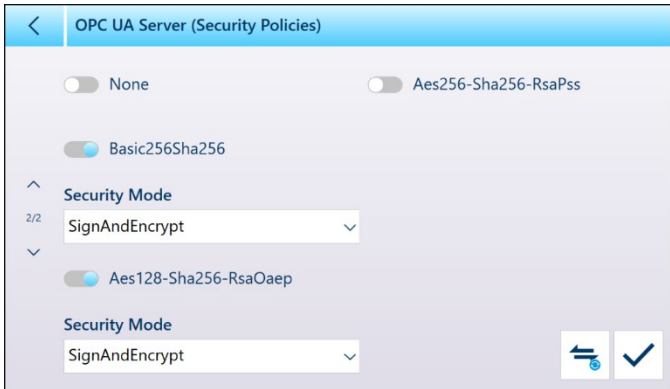 OPC UA Server (Security Policies)
None
Aes256-Sha256-RsaPss
Basic256Sha256
Security Mode
2/2
SignAndEncrypt
Aes128-Sha256-RsaOaep
Security Mode
SignAndEncrypt